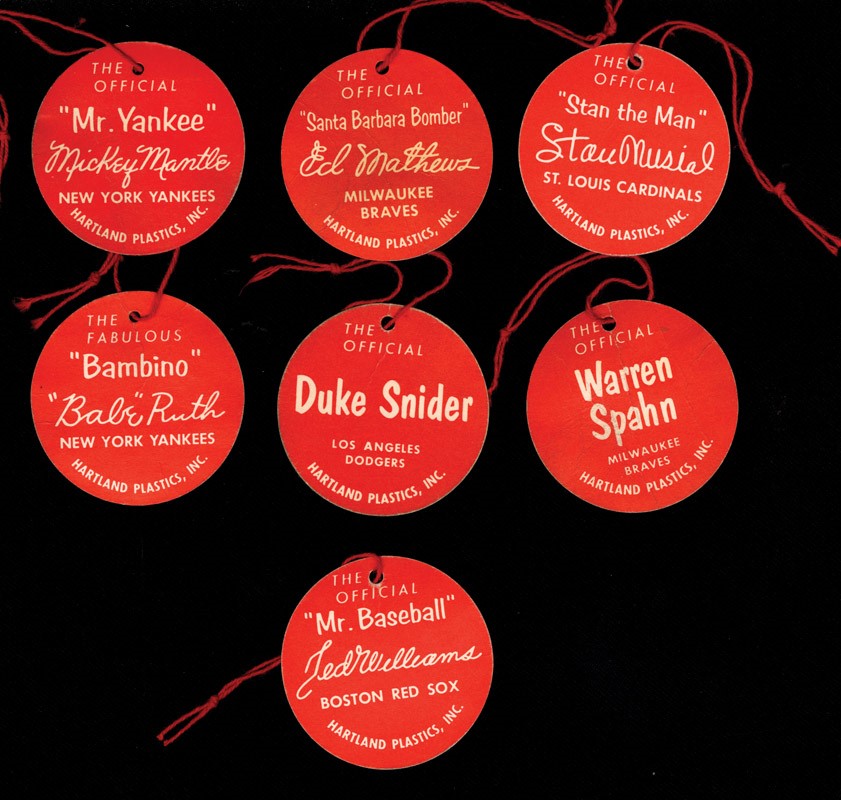 THE
OFFICIAL
"Mr. Yankee"
Mickey Mantle
NEW YORK YANKEES
HARTLAND PLASTICS, INC.
THE
OFFICIAL
"Santa Barbara Bomber"
Ed Mathews
MILWAUKEE
BRAVES
HARTLAND PLASTICS, INC.
THE
OFFICIAL
"Stan the Man"
Stan Musial
ST. LOUIS CARDINALS
HARTLAND PLASTICS, INC.
THE
FABULOUS
"Bambino"
"Babe" Ruth
NEW YORK YANKEES
HARTLAND PLASTICS, INC.
THE
OFFICIAL
Duke Snider
LOS ANGELES
DODGERS
HARTLAND PLASTICS, INC.
THE
OFFICIAL
Warren
Spahn
MILWAUKEE
BRAVES
HARTLAND PLASTICS, INC.
THE
OFFICIAL
"Mr. Baseball"
Ted Williams
BOSTON RED SOX
HARTLAND PLASTICS, INC.